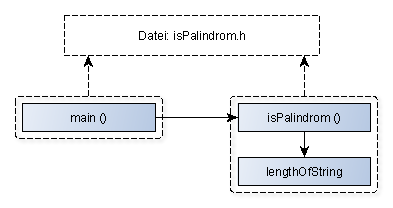 Datei: isPalindrom.h
main ()
isPalindrom ()
lengthOfString